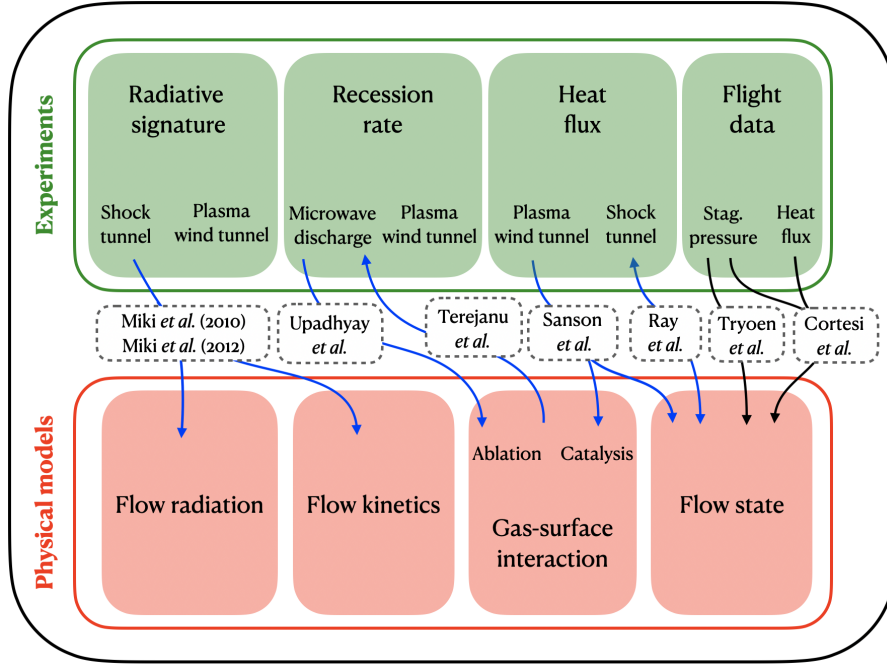 Experiments
Radiative
signature
Shock
tunnel
Plasma
wind tunnel
Recession
rate
Microwave
discharge
Plasma
wind tunnel
Heat
flux
Plasma
wind tunnel
Shock
tunnel
Flight
data
Stag.
pressure
Heat
flux
Miki et al. (2010)
Miki et al. (2012)
Upadhyay
et al.
Terejanu
et al.
Sanson
et al.
Ray
et al.
Tryoen
et al.
Cortesi
et al.
Physical models
Flow radiation
Flow kinetics
Ablation
Catalysis
Gas-surface
interaction
Flow state